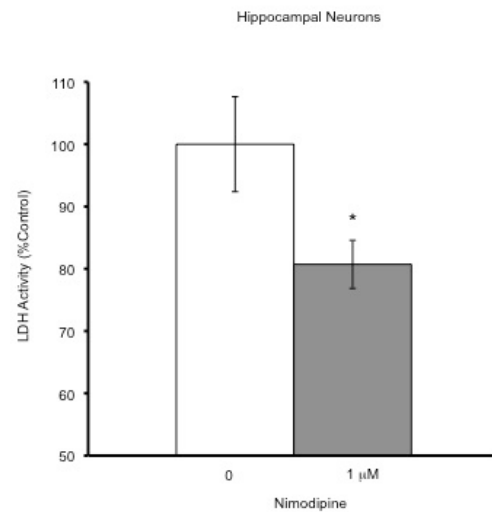 Hippocampal Neurons
110
100
90
80
70
60
50
LDH Activity (%Control)
*
0
1 μM
Nimodipine